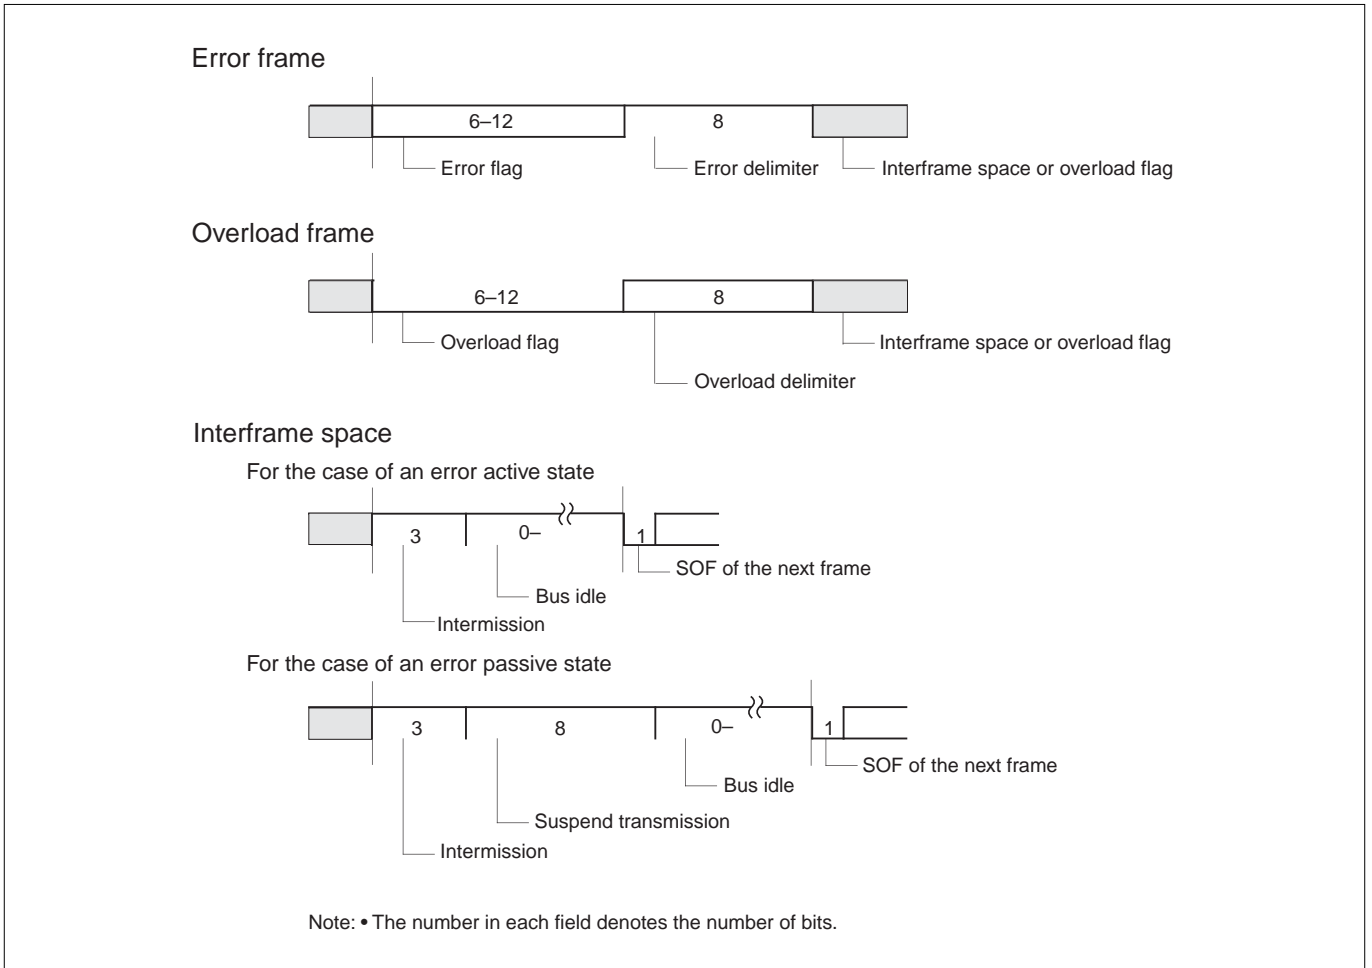 Error frame
6–12 8
Error flag Error delimiter Interframe space or overload flag
Overload frame
6–12 8
Overload flag Interframe space or overload flag
Overload delimiter
Interframe space
For the case of an error active state
3 0– 1
SOF of the next frame
Bus idle
Intermission
For the case of an error passive state
3 8 0– 1
SOF of the next frame
Bus idle
Suspend transmission
Intermission
Note: • The number in each field denotes the number of bits.